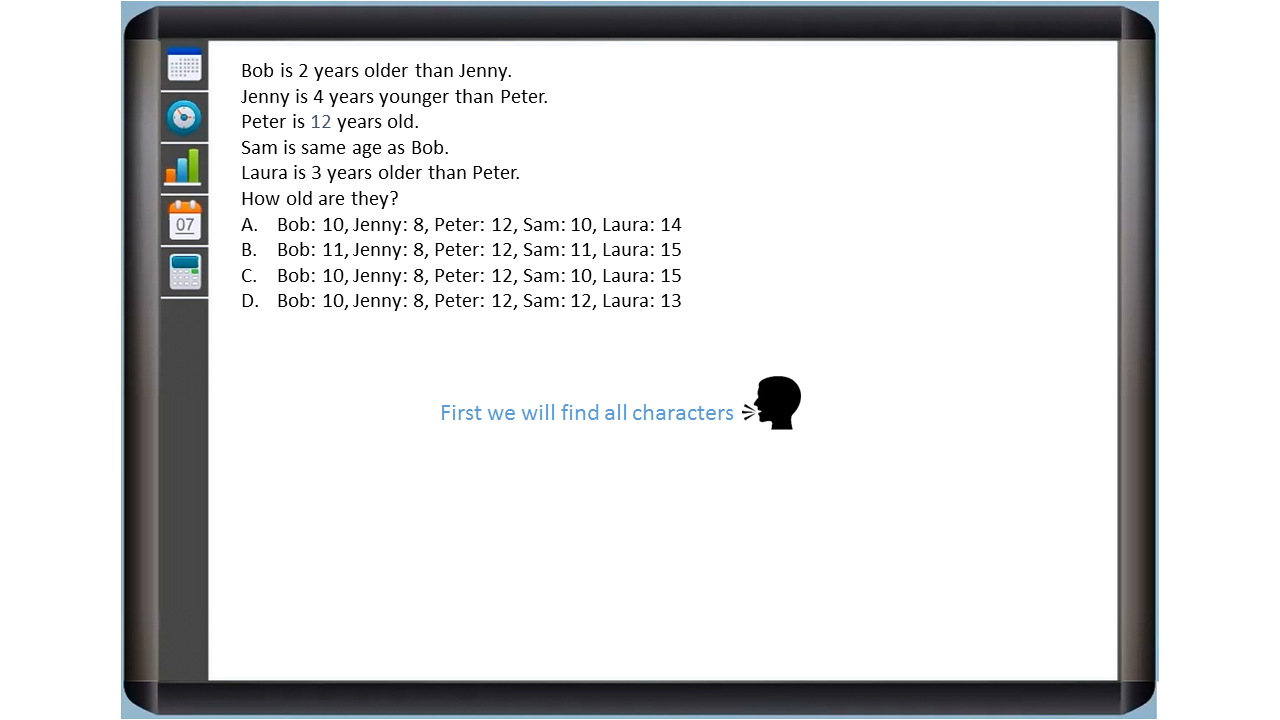 Bob is 2 years older than Jenny.
Jenny is 4 years younger than Peter.
Peter is 12 years old.
Sam is same age as Bob.
Laura is 3 years older than Peter.
How old are they?
A. Bob: 10, Jenny: 8, Peter: 12, Sam: 10, Laura: 14
B. Bob: 11, Jenny: 8, Peter: 12, Sam: 11, Laura: 15
C. Bob: 10, Jenny: 8, Peter: 12, Sam: 10, Laura: 15
D. Bob: 10, Jenny: 8, Peter: 12, Sam: 12, Laura: 13
07
First we will find all characters